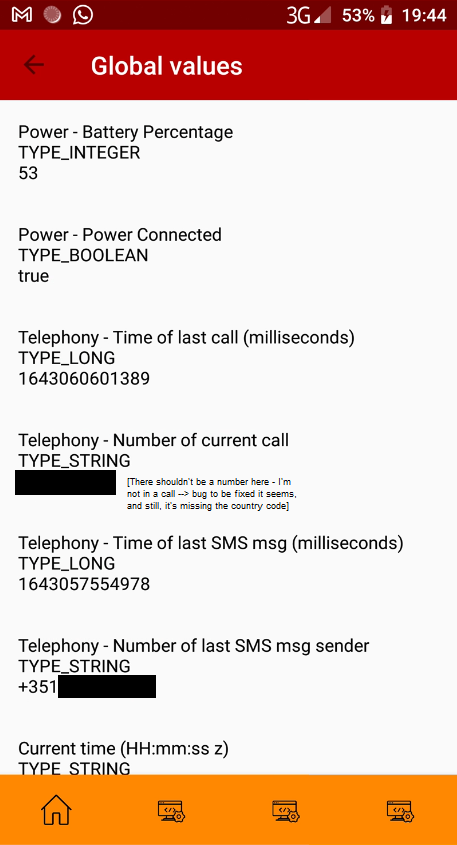 3G 53% 19:44
Global values
Power - Battery Percentage
TYPE_INTEGER
53
Power - Power Connected
TYPE_BOOLEAN
true
Telephony - Time of last call (milliseconds)
TYPE_LONG
1643060601389
Telephony - Number of current call
TYPE_STRING
[There shouldn't be a number here - I'm
not in a call --> bug to be fixed it seems,
and still, it's missing the country code]
Telephony - Time of last SMS msg (milliseconds)
TYPE_LONG
1643057554978
Telephony - Number of last SMS msg sender
TYPE_STRING
+351
Current time (HH:mm:ss z)
TYPE_STRING